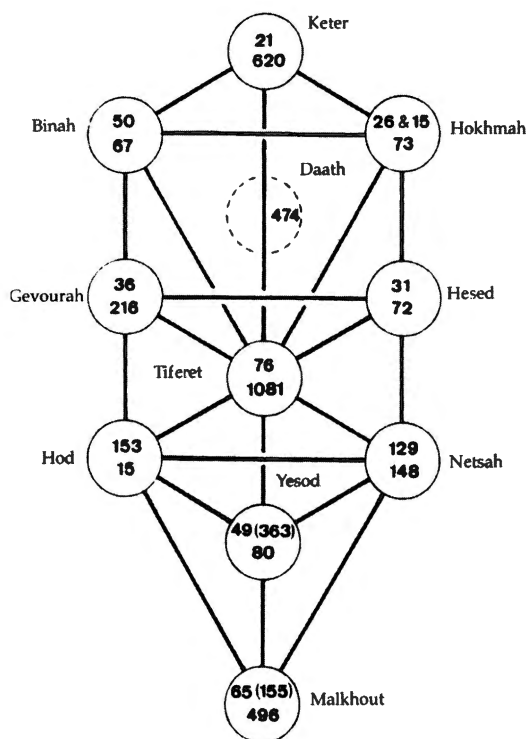 Keter
21
620
Binah
50
67
26 & 15
73
Hokhmah
Daath
474
Gevourah
36
216
31
72
Hesed
Tiferet
76
1081
Hod
153
15
129
148
Netsah
Yesod
49 (363)
80
65 (155)
496
Malkhout